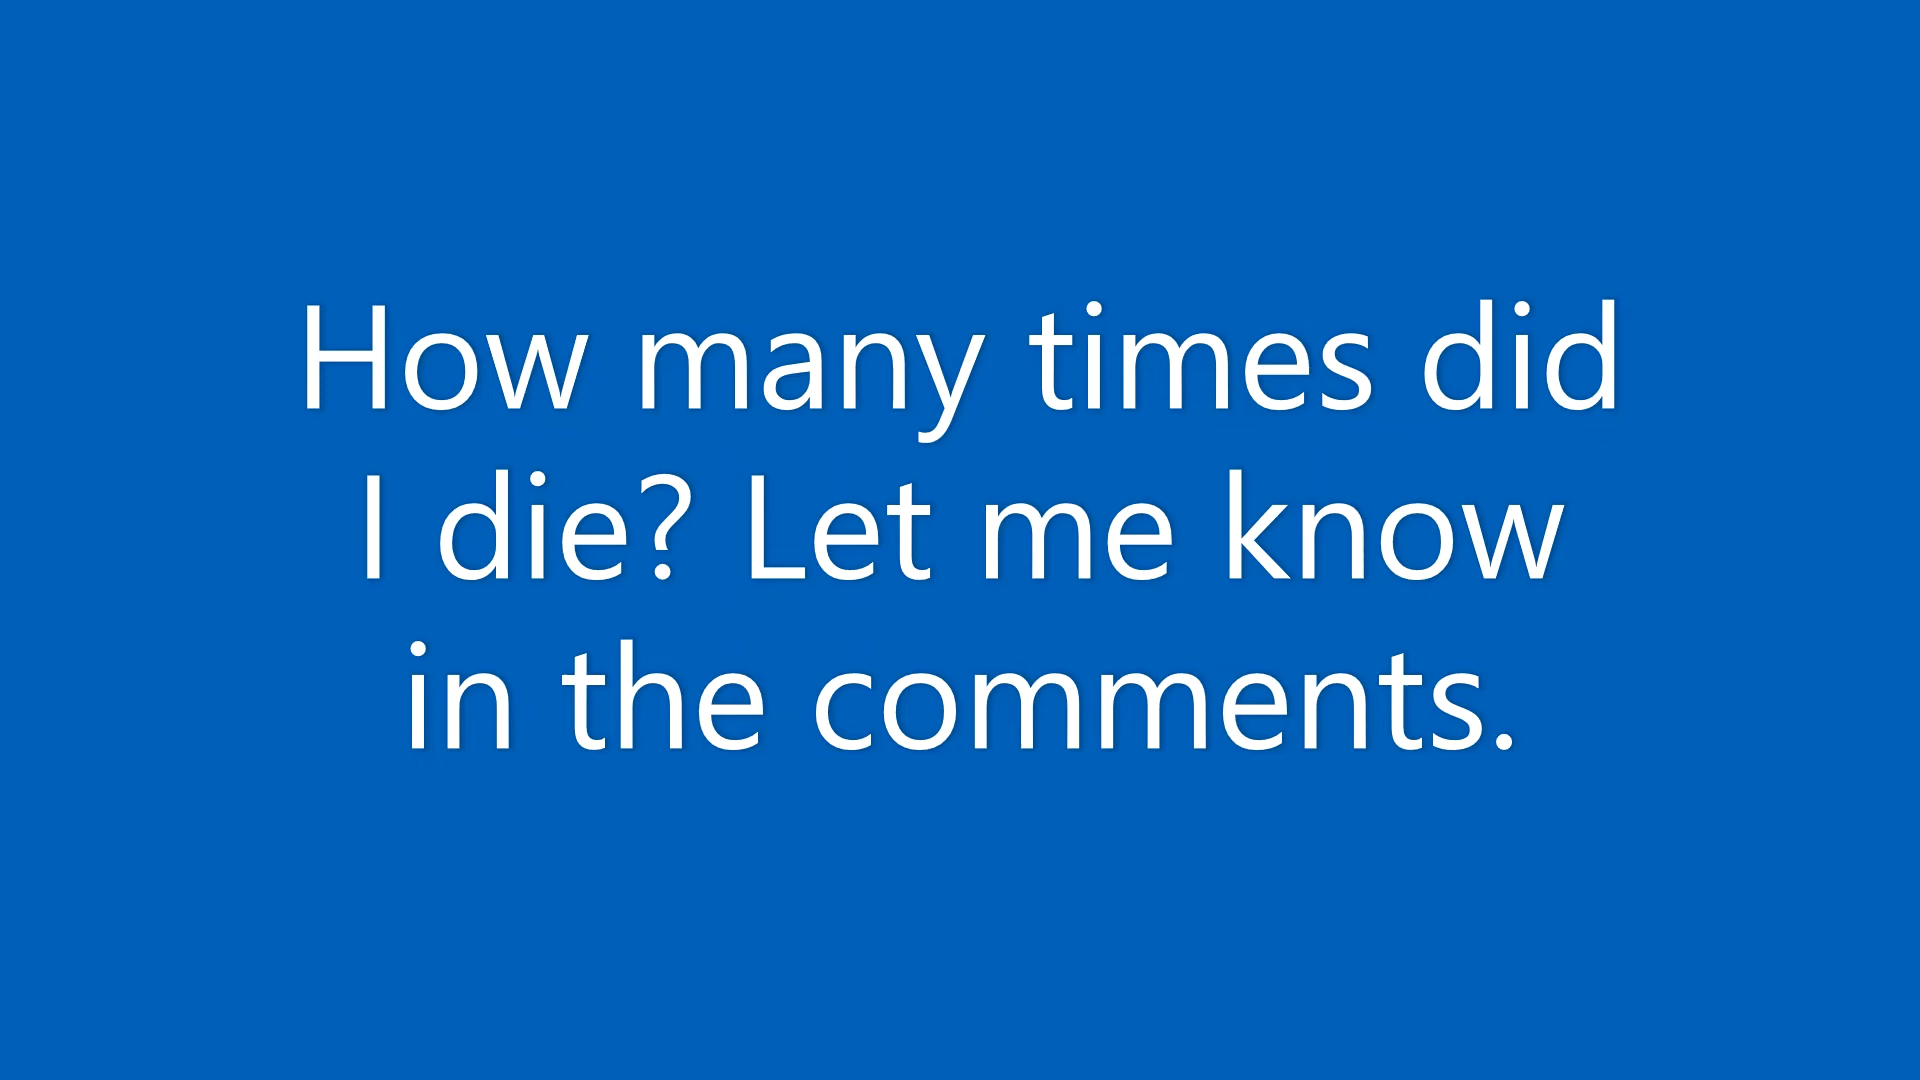 How many times did
I die? Let me know
in the comments.